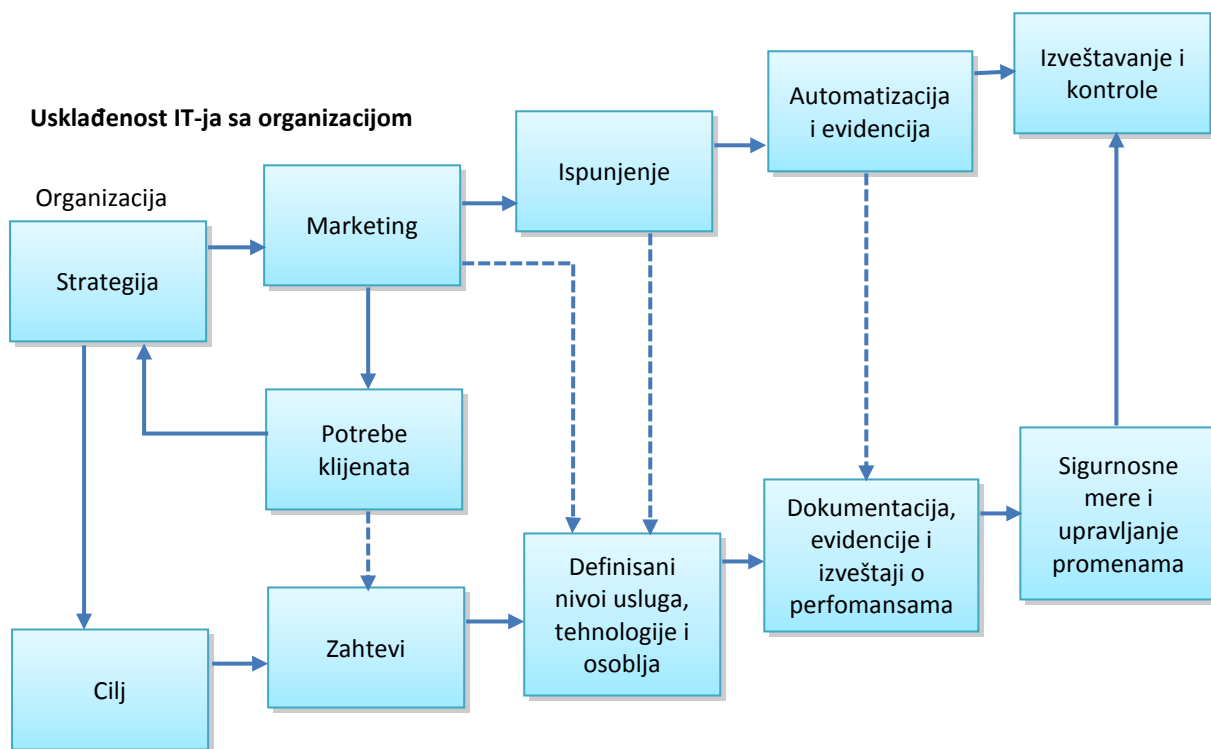 Usklađenost IT-ja sa organizacijom
Organizacija
Strategija
Marketing
Ispunjenje
Automatizacija
i evidencija
Izveštavanje i
kontrole
Potrebe
klijenata
Cilj
Zahtevi
Definisani
nivoi usluga,
tehnologije i
osoblja
Dokumentacija,
evidencije i
izveštaji o
perfomansama
Sigurnosne
mere i
upravljanje
promenama